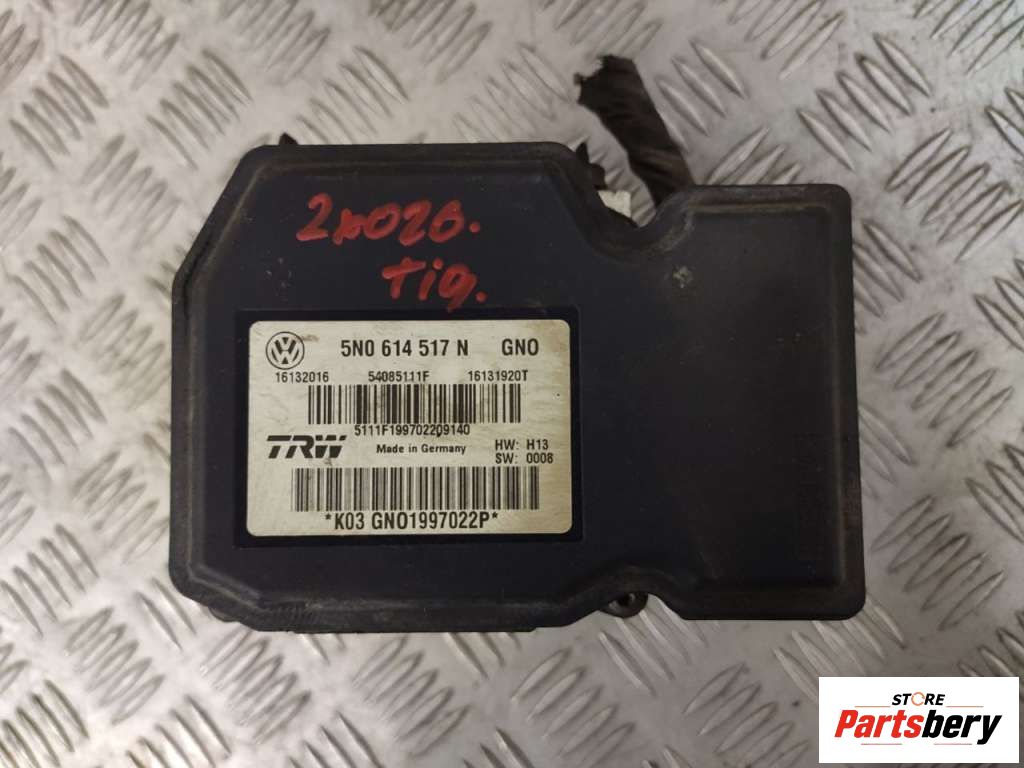 2x020.
Tig.
5N0 614 517 N GNO
16132016 54085111F 16131920T
5111F199702209140
TRW Made in Germany HW: H13
SW: 0008
*K03 GNO1997022P*
STORE
Partsbery